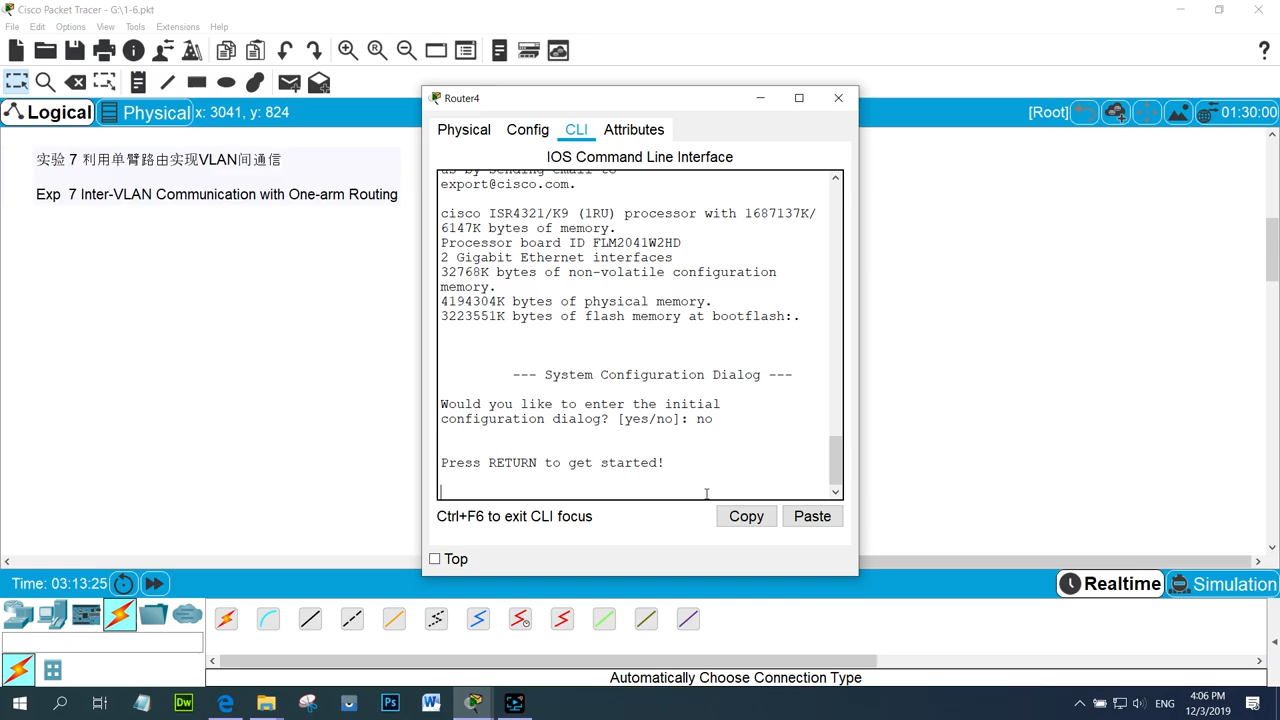 Cisco Packet Tracer - G:\1-6.pkt
File Edit Options View Tools Extensions Help
?
Logical Physical x: 3041, y: 824 [Root] 01:30:00
实验 7 利用单臂路由实现VLAN间通信
Exp 7 Inter-VLAN Communication with One-arm Routing
Router4
Physical Config CLI Attributes
IOS Command Line Interface
as by sending email to
export@cisco.com.
cisco ISR4321/K9 (1RU) processor with 1687137K/
6147K bytes of memory.
Processor board ID FLM2041W2HD
2 Gigabit Ethernet interfaces
32768K bytes of non-volatile configuration
memory.
4194304K bytes of physical memory.
3223551K bytes of flash memory at bootflash:.
--- System Configuration Dialog ---
Would you like to enter the initial
configuration dialog? [yes/no]: no
Press RETURN to get started!
Ctrl+F6 to exit CLI focus Copy Paste
Top
Time: 03:13:25 Realtime Simulation
Automatically Choose Connection Type
Dw Ps W ENG 4:06 PM
12/3/2019